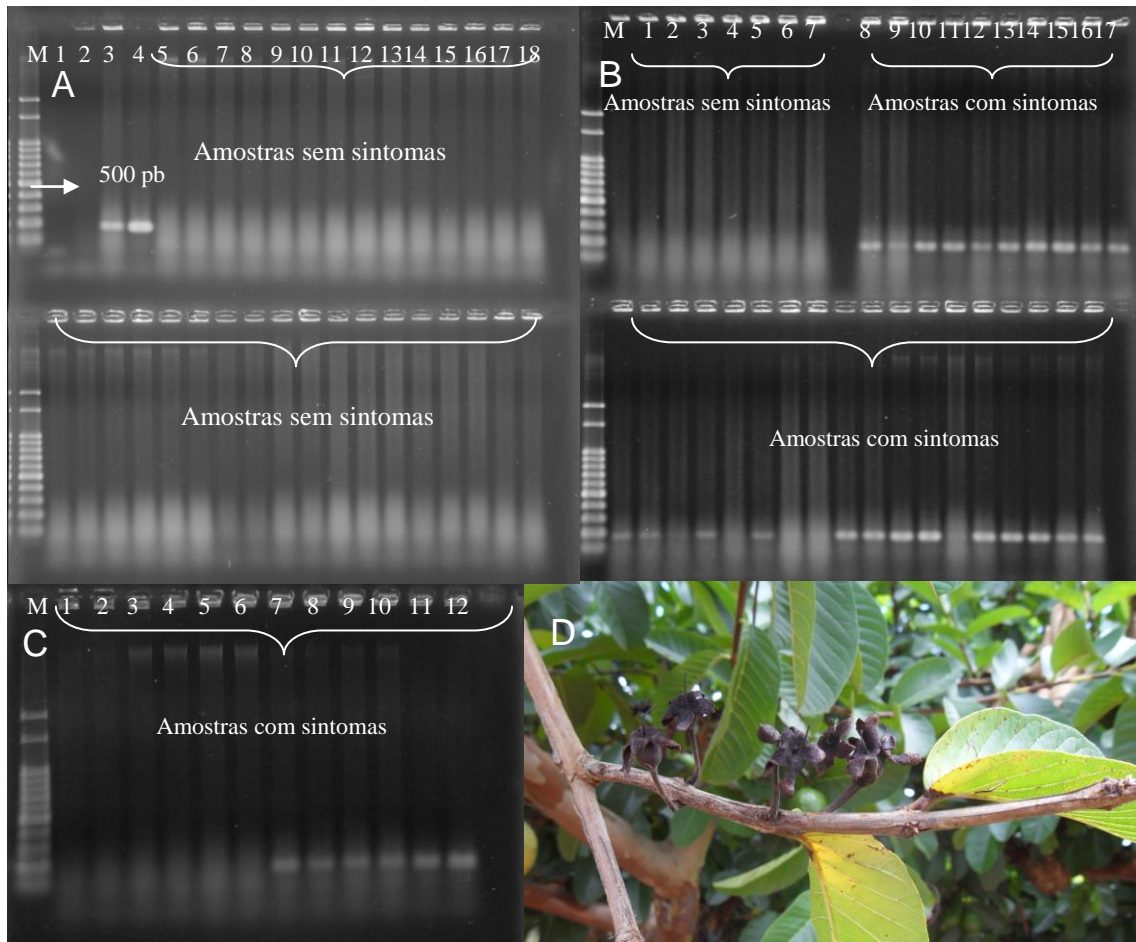 M 1 2 3 4 5 6 7 8 9 10 11 12 13 14 15 16 17 18
A
Amostras sem sintomas
500 pb
Amostras sem sintomas
M 1 2 3 4 5 6 7 8 9 10 11 12 13 14 15 16 17
B
Amostras sem sintomas
Amostras com sintomas
Amostras com sintomas
M 1 2 3 4 5 6 7 8 9 10 11 12
C
Amostras com sintomas
D